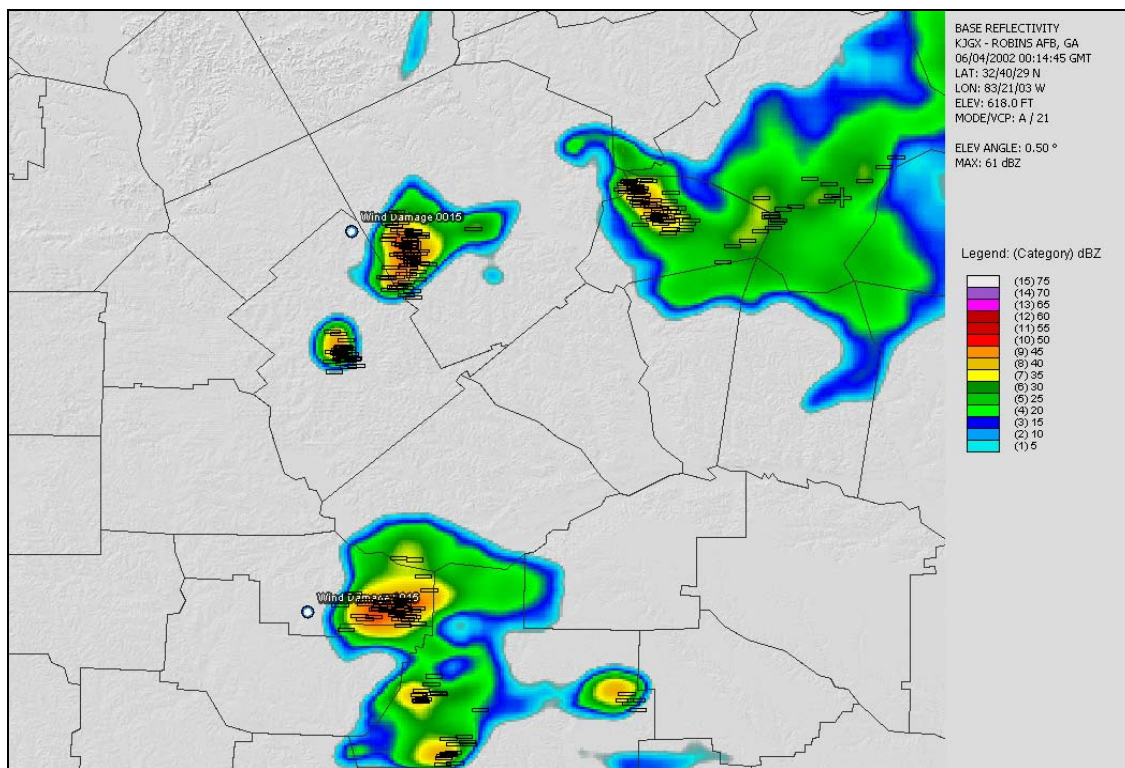 BASE REFLECTIVITY
KJGX - ROBINS AFB, GA
06/04/2002 00:14:45 GMT
LAT: 32/40/29 N
LON: 83/21/03 W
ELEV: 618.0 FT
MODE/VCP: A / 21
ELEV ANGLE: 0.50 °
MAX: 61 dBZ
Legend: (Category) dBZ
(15) 75
(14) 70
(13) 65
(12) 60
(11) 55
(10) 50
(9) 45
(8) 40
(7) 35
(6) 30
(5) 25
(4) 20
(3) 15
(2) 10
(1) 5
Wind Damage 0015
Wind Damage 0015